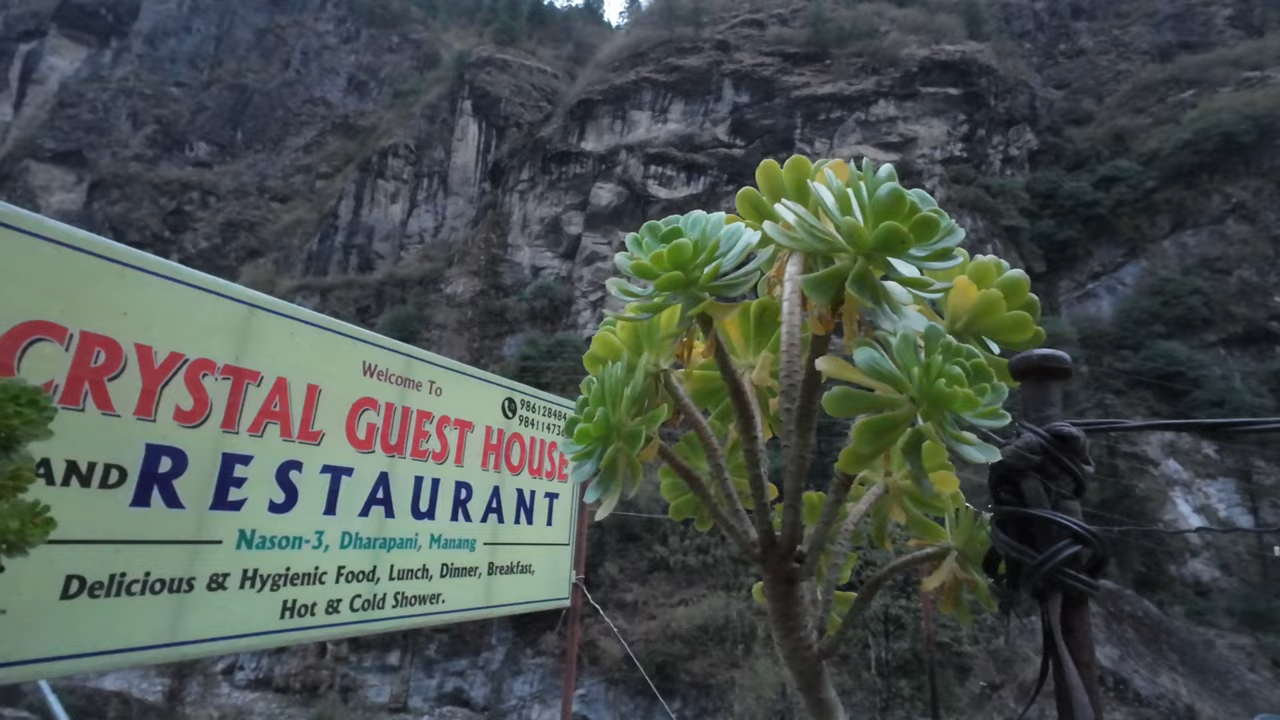 Welcome To
CRYSTAL GUEST HOUSE
AND RESTAURANT
Nason-3, Dharapani, Manang
Delicious & Hygienic Food, Lunch, Dinner, Breakfast,
Hot & Cold Shower.